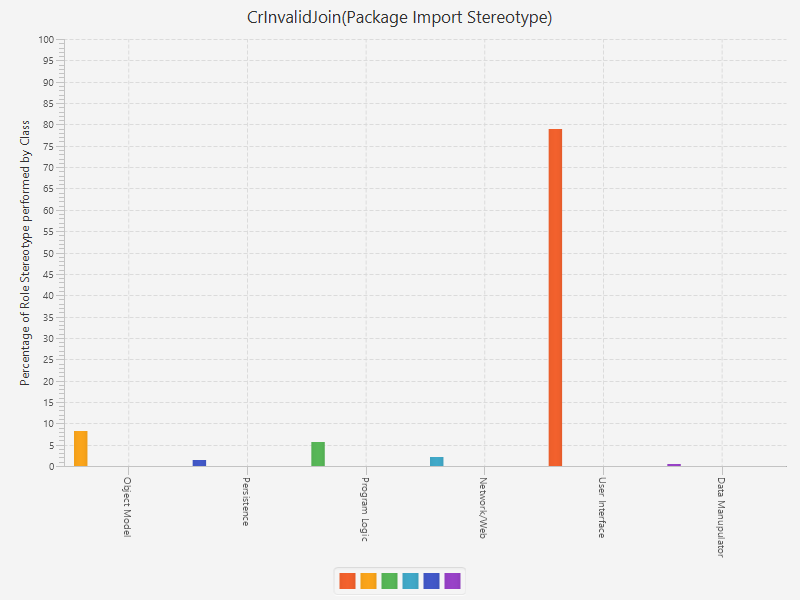 CrInvalidJoin(Package Import Stereotype)
Percentage of Role Stereotype performed by Class
100
95
90
85
80
75
70
65
60
55
50
45
40
35
30
25
20
15
10
5
0
Object Model
Persistence
Program Logic
Network/Web
User Interface
Data Manupulator